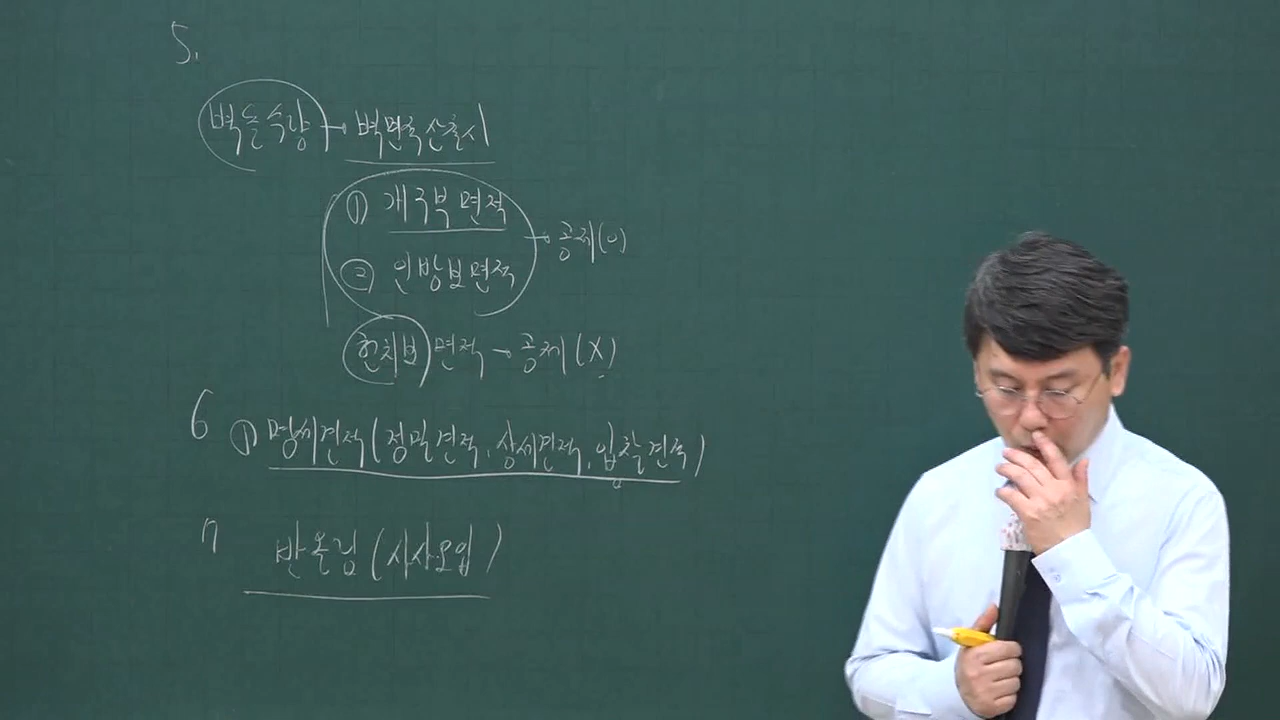 5.
벽돌수량 → 벽면적산출시
① 개구부 면적
② 인방보면적 → 공제(O)
헌치보 면적 → 공제(X)
6 ① 명세견적(정밀견적, 상세견적, 입찰견적)
7 반올림(사사오입)